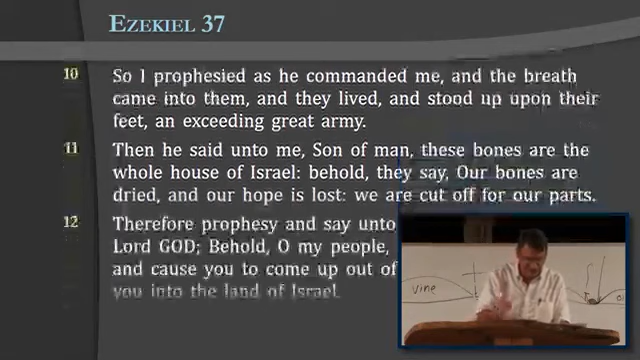 EZEKIEL 37
10 So I prophesied as he commanded me, and the breath
came into them, and they lived, and stood up upon their
feet, an exceeding great army.
11 Then he said unto me, Son of man, these bones are the
whole house of Israel: behold, they say, Our bones are
dried, and our hope is lost: we are cut off for our parts.
12 Therefore prophesy and say unto
Lord GOD; Behold, O my people,
and cause you to come up out of
you into the land of Israel.
vine